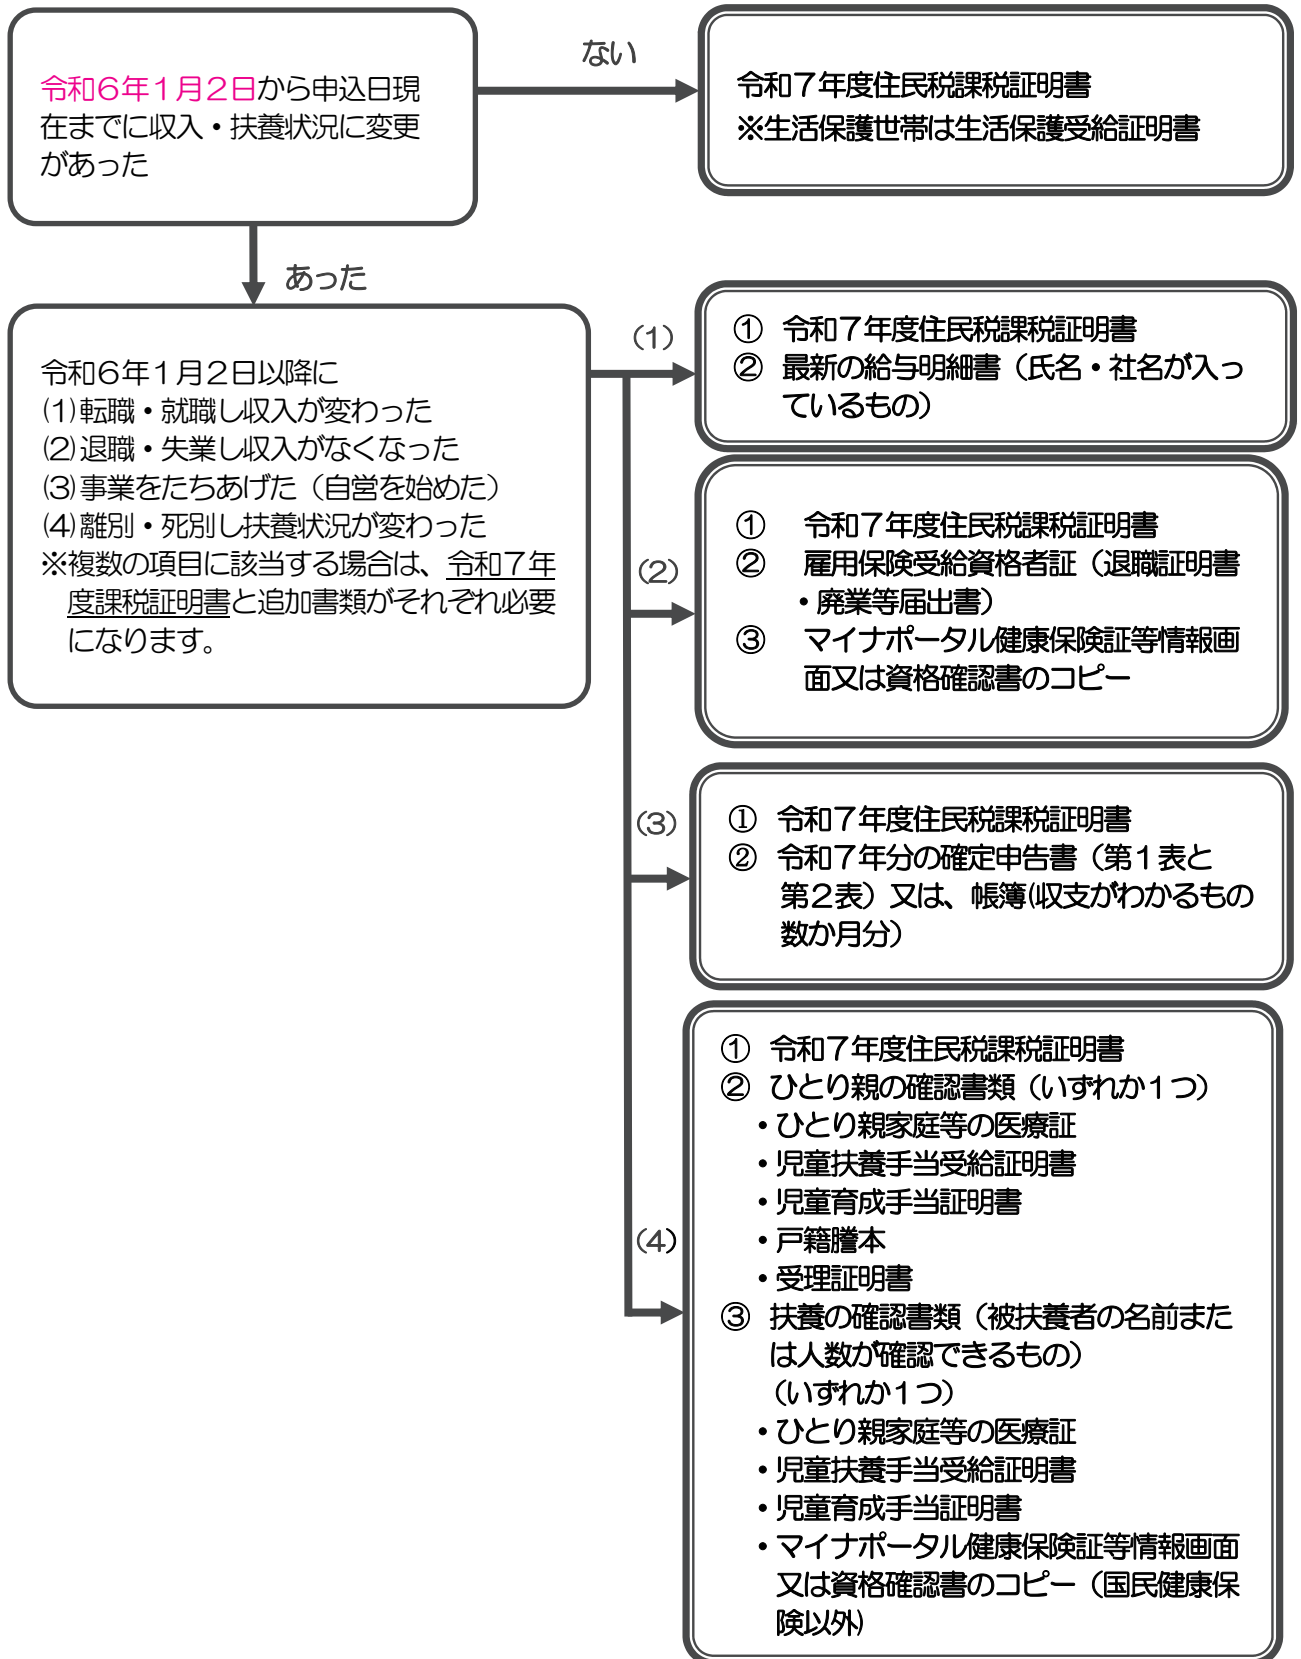 令和６年１月２日から申込日現
在までに収入・扶養状況に変更
があった
ない
令和７年度住民税課税証明書
※生活保護世帯は生活保護受給証明書
あった
令和６年１月２日以降に
(1)転職・就職し収入が変わった
(2)退職・失業し収入がなくなった
(3)事業をたちあげた（自営を始めた）
(4)離別・死別し扶養状況が変わった
※複数の項目に該当する場合は、令和７年
度課税証明書と追加書類がそれぞれ必要
になります。
(1)
① 令和７年度住民税課税証明書
② 最新の給与明細書（氏名・社名が入っ
ているもの）
(2)
① 令和７年度住民税課税証明書
② 雇用保険受給資格者証（退職証明書
・廃業等届出書）
③ マイナポータル健康保険証等情報画
面又は資格確認書のコピー
(3)
① 令和７年度住民税課税証明書
② 令和７年分の確定申告書（第１表と
第２表）又は、帳簿(収支がわかるもの
数か月分）
(4)
① 令和７年度住民税課税証明書
② ひとり親の確認書類（いずれか１つ）
・ひとり親家庭等の医療証
・児童扶養手当受給証明書
・児童育成手当証明書
・戸籍謄本
・受理証明書
③ 扶養の確認書類（被扶養者の名前また
は人数が確認できるもの）
（いずれか１つ）
・ひとり親家庭等の医療証
・児童扶養手当受給証明書
・児童育成手当証明書
・マイナポータル健康保険証等情報画面
又は資格確認書のコピー（国民健康保
険以外)